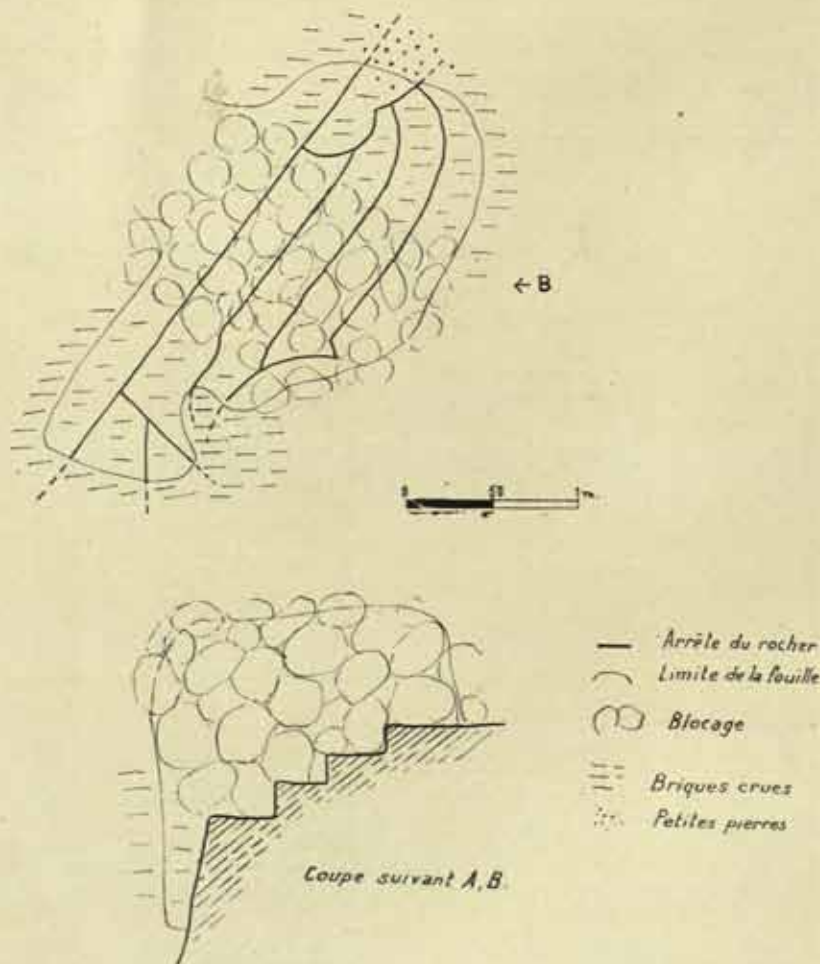 ← B
Arrête du rocher
Limite de la fouille
Blocage
Briques crues
Petites pierres
Coupe suivant A, B.